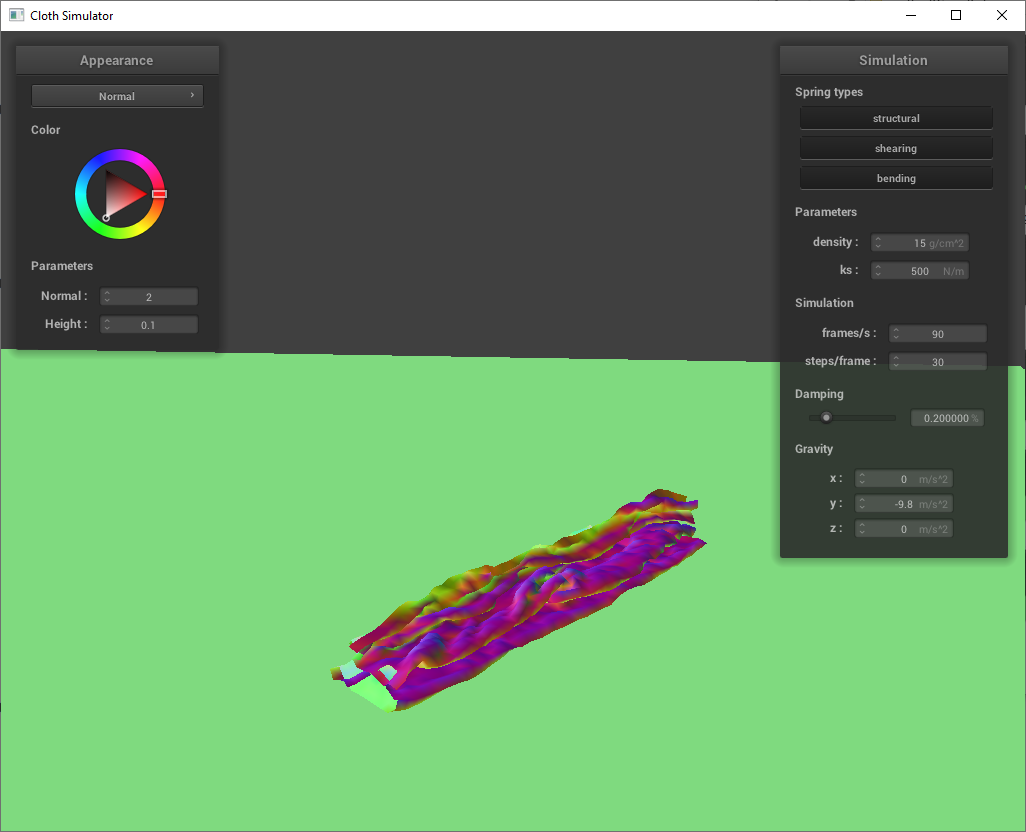 Cloth Simulator
Appearance
Normal
Color
Parameters
Normal : 2
Height : 0.1
Simulation
Spring types
structural
shearing
bending
Parameters
density : 15 g/cm^2
ks : 500 N/m
Simulation
frames/s : 90
steps/frame : 30
Damping
0.200000 %
Gravity
x : 0 m/s^2
y : -9.8 m/s^2
z : 0 m/s^2